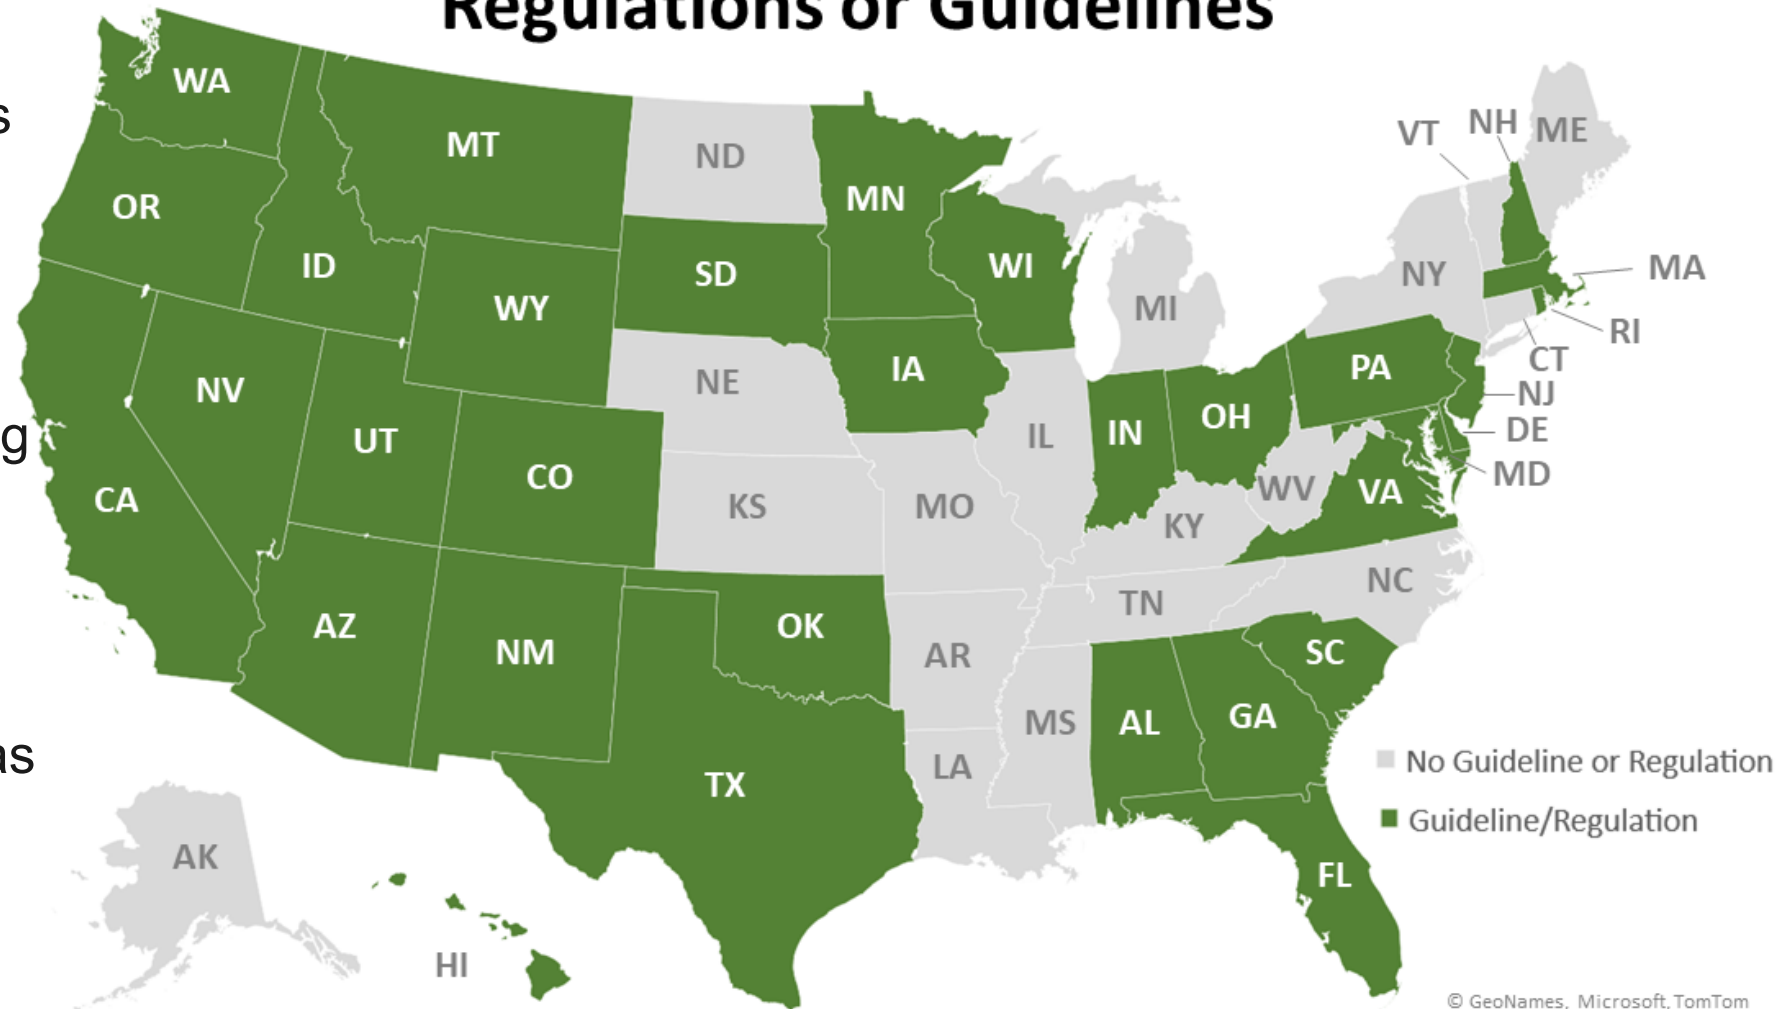 Regulations or Guidelines
s
g
as
WA
MT
ND
MN
VT
NH
ME
OR
ID
WY
SD
WI
MI
NY
MA
RI
CT
NV
UT
CO
NE
IA
IL
IN
OH
PA
NJ
DE
MD
CA
KS
MO
KY
WV
VA
AZ
NM
OK
AR
TN
NC
SC
TX
LA
MS
AL
GA
FL
AK
HI
No Guideline or Regulation
Guideline/Regulation
© GeoNames, Microsoft, TomTom